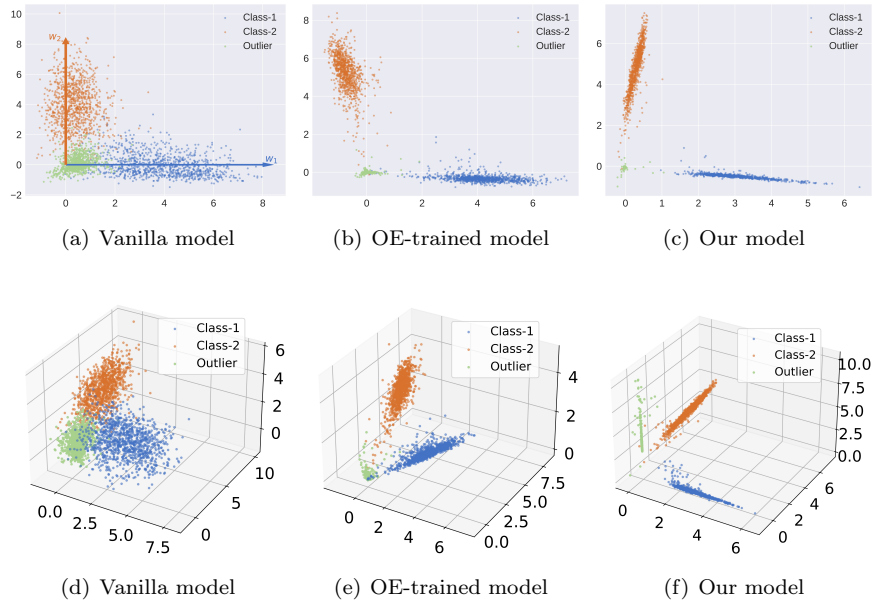 10
8
6
4
2
0
−2
w₂
w₁
Class-1
Class-2
Outlier
0 2 4 6 8
8
6
4
2
0
Class-1
Class-2
Outlier
0 2 4 6
6
4
2
0
Class-1
Class-2
Outlier
0 1 2 3 4 5 6
(a) Vanilla model
(b) OE-trained model
(c) Our model
Class-1
Class-2
Outlier
6
4
2
0
10
5
0
0.0 2.5 5.0 7.5
Class-1
Class-2
Outlier
4
2
0
7.5
5.0
2.5
0.0
0 2 4 6
Class-1
Class-2
Outlier
10.0
7.5
5.0
2.5
0.0
6
4
2
0
0 2 4 6
(d) Vanilla model
(e) OE-trained model
(f) Our model